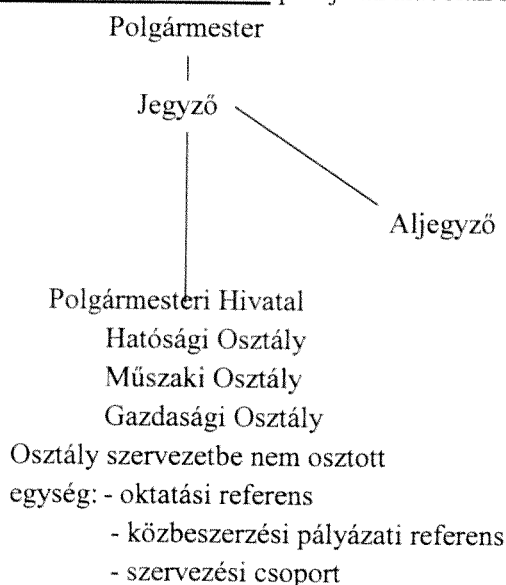 Polgármester
Jegyző
Aljegyző
Polgármesteri Hivatal
Hatósági Osztály
Műszaki Osztály
Gazdasági Osztály
Osztály szervezetbe nem osztott
egység: - oktatási referens
- közbeszerzési pályázati referens
- szervezési csoport